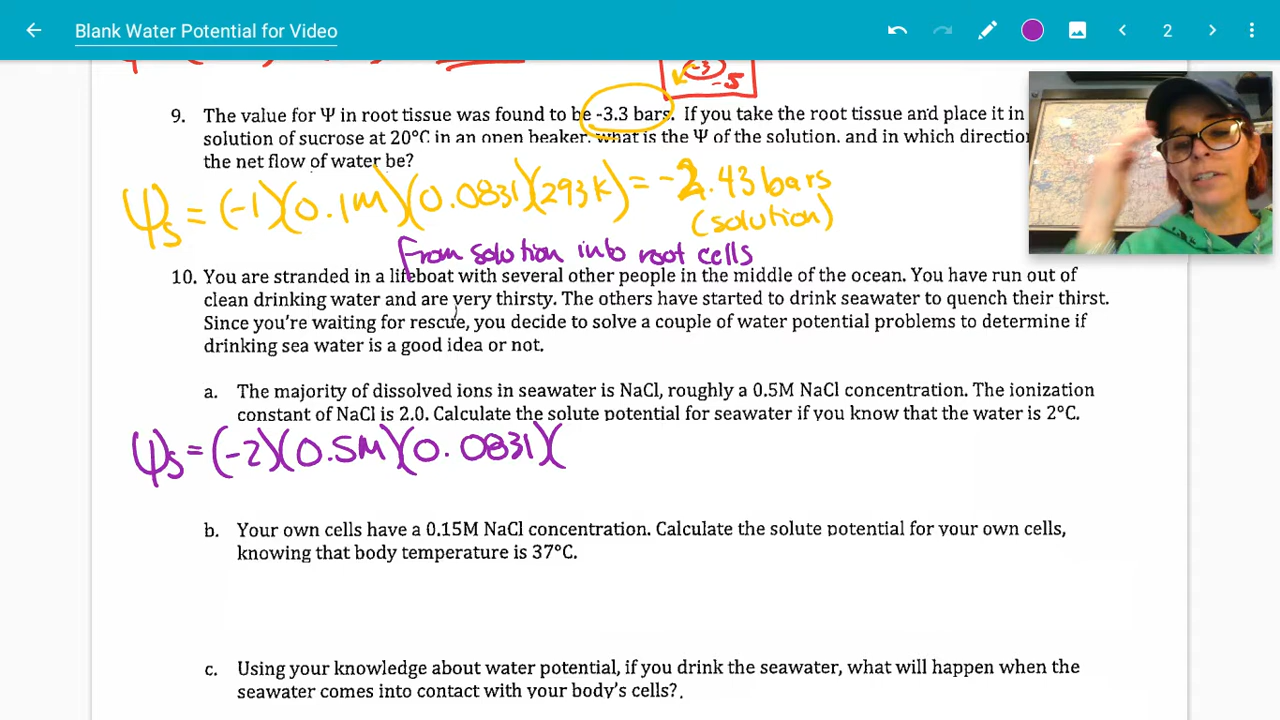 Blank Water Potential for Video
2
-3
-5
9. The value for Ψ in root tissue was found to be -3.3 bars. If you take the root tissue and place it in
solution of sucrose at 20°C in an open beaker, what is the Ψ of the solution, and in which direction
the net flow of water be?
Ψs = (-1)(0.1M)(0.0831)(293K) = -2.43 bars
(solution)
from solution into root cells
10. You are stranded in a lifeboat with several other people in the middle of the ocean. You have run out of
clean drinking water and are very thirsty. The others have started to drink seawater to quench their thirst.
Since you're waiting for rescue, you decide to solve a couple of water potential problems to determine if
drinking sea water is a good idea or not.
a. The majority of dissolved ions in seawater is NaCl, roughly a 0.5M NaCl concentration. The ionization
constant of NaCl is 2.0. Calculate the solute potential for seawater if you know that the water is 2°C.
Ψs = (-2)(0.5M)(0.0831)(
b. Your own cells have a 0.15M NaCl concentration. Calculate the solute potential for your own cells,
knowing that body temperature is 37°C.
c. Using your knowledge about water potential, if you drink the seawater, what will happen when the
seawater comes into contact with your body's cells?.